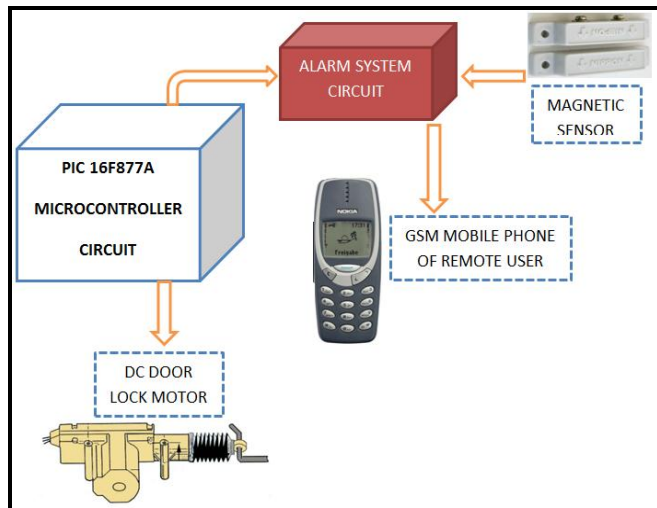 ALARM SYSTEM
CIRCUIT
MAGNETIC
SENSOR
PIC 16F877A
MICROCONTROLLER
CIRCUIT
NOKIA
GSM MOBILE PHONE
OF REMOTE USER
DC DOOR
LOCK MOTOR